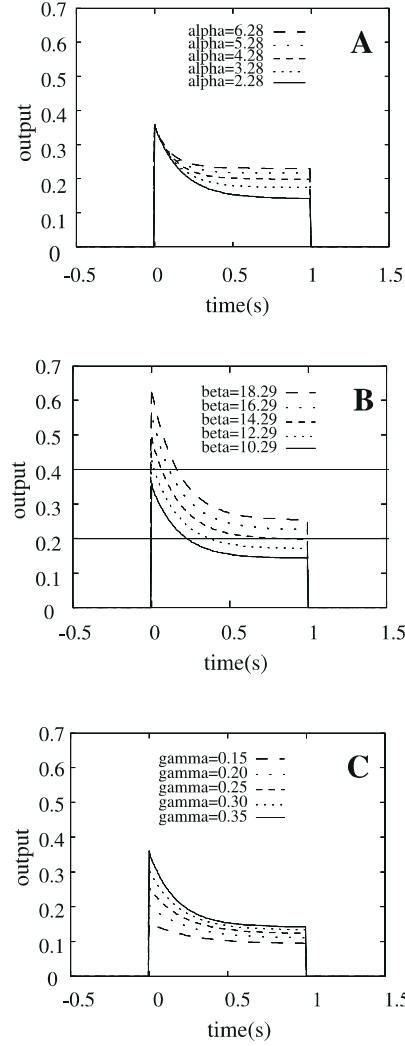 A
alpha=6.28
alpha=5.28
alpha=4.28
alpha=3.28
alpha=2.28
0.7
0.6
0.5
0.4
0.3
0.2
0.1
0
output
-0.5 0 0.5 1 1.5
time(s)
B
beta=18.29
beta=16.29
beta=14.29
beta=12.29
beta=10.29
0.7
0.6
0.5
0.4
0.3
0.2
0.1
0
output
-0.5 0 0.5 1 1.5
time(s)
C
gamma=0.15
gamma=0.20
gamma=0.25
gamma=0.30
gamma=0.35
0.7
0.6
0.5
0.4
0.3
0.2
0.1
0
output
-0.5 0 0.5 1 1.5
time(s)